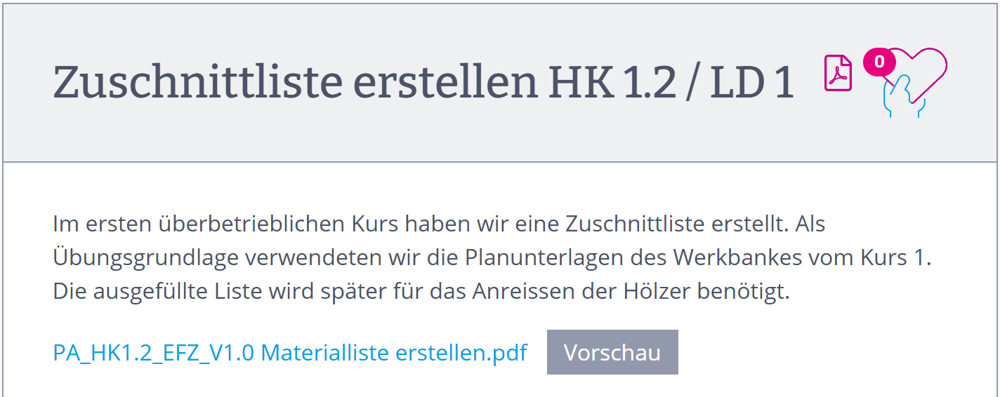 Zuschnittliste erstellen HK 1.2 / LD 1
0
Im ersten überbetrieblichen Kurs haben wir eine Zuschnittliste erstellt. Als
Übungsgrundlage verwendeten wir die Planunterlagen des Werkbankes vom Kurs 1.
Die ausgefüllte Liste wird später für das Anreissen der Hölzer benötigt.
PA_HK1.2_EFZ_V1.0 Materialliste erstellen.pdf Vorschau